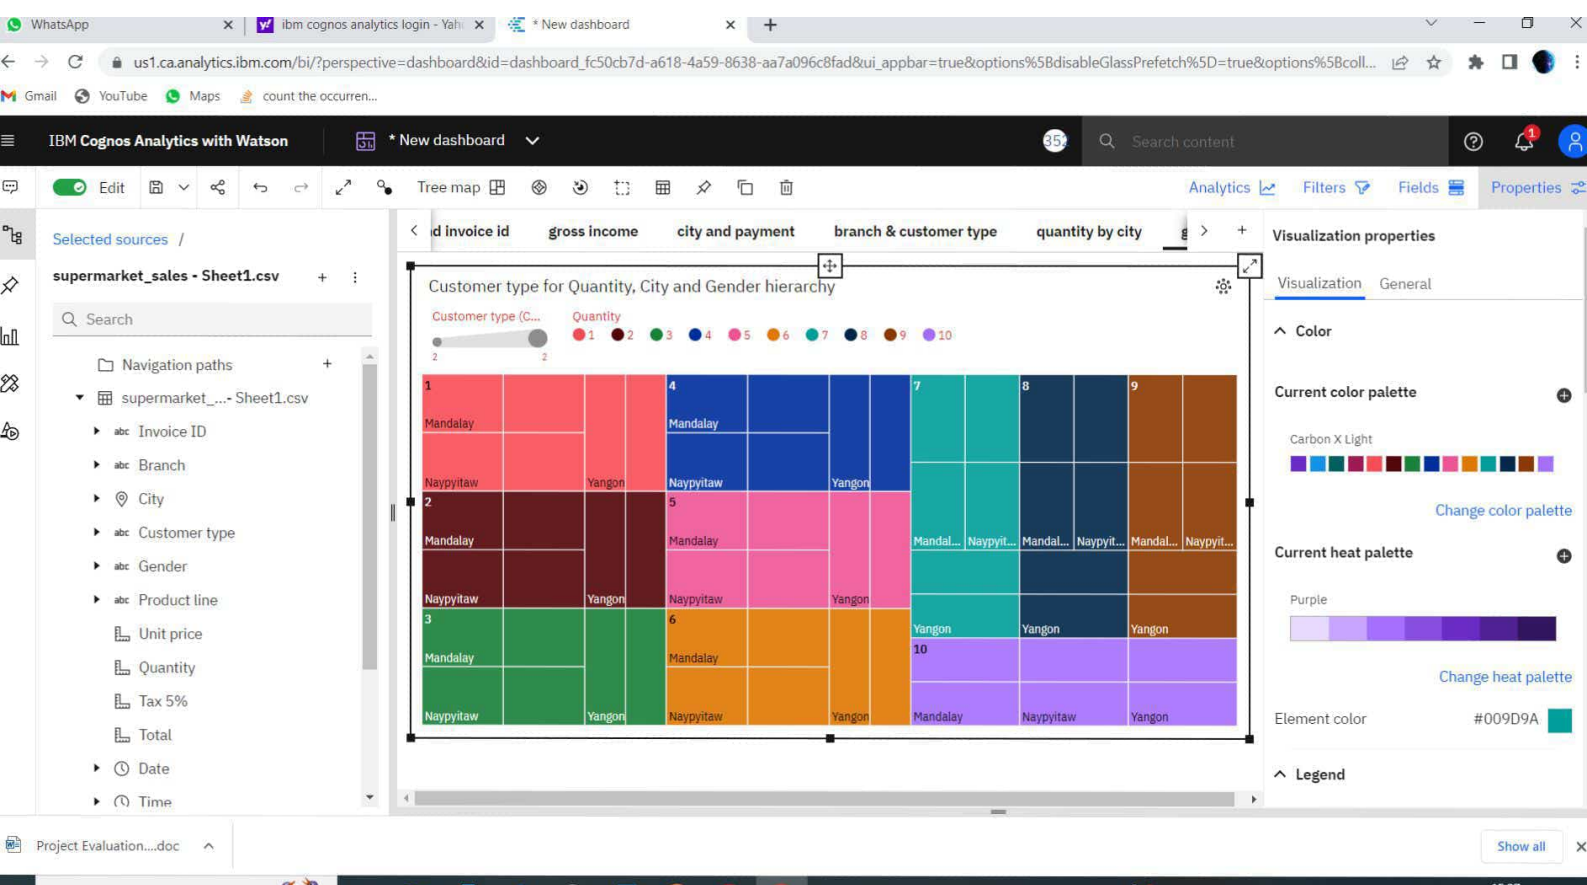 WhatsApp
ibm cognos analytics login - Yah
* New dashboard
us1.ca.analytics.ibm.com/bi/?perspective=dashboard&id=dashboard_fc50cb7d-a618-4a59-8638-aa7a096c8fad&ui_appbar=true&options%5BdisableGlassPrefetch%5D=true&options%5Bcoll...
Gmail
YouTube
Maps
count the occurren...
IBM Cognos Analytics with Watson
* New dashboard
352
Search content
1
Edit
Tree map
Analytics
Filters
Fields
Properties
Selected sources /
supermarket_sales - Sheet1.csv
Search
Navigation paths
supermarket_...- Sheet1.csv
abc Invoice ID
abc Branch
City
abc Customer type
abc Gender
abc Product line
Unit price
Quantity
Tax 5%
Total
Date
Time
d invoice id
gross income
city and payment
branch & customer type
quantity by city
g
Customer type for Quantity, City and Gender hierarchy
Customer type (C...
2
2
Quantity
1 2 3 4 5 6 7 8 9 10
1
Mandalay
Naypyitaw
Yangon
2
Mandalay
Naypyitaw
Yangon
3
Mandalay
Naypyitaw
Yangon
4
Mandalay
Naypyitaw
Yangon
5
Mandalay
Naypyitaw
Yangon
6
Mandalay
Naypyitaw
Yangon
7
Mandal...
Naypyit...
Yangon
8
Mandal...
Naypyit...
Yangon
9
Mandal...
Naypyit...
Yangon
10
Mandalay
Naypyitaw
Yangon
Visualization properties
Visualization
General
Color
Current color palette
Carbon X Light
Change color palette
Current heat palette
Purple
Change heat palette
Element color
#009D9A
Legend
Project Evaluation....doc
Show all